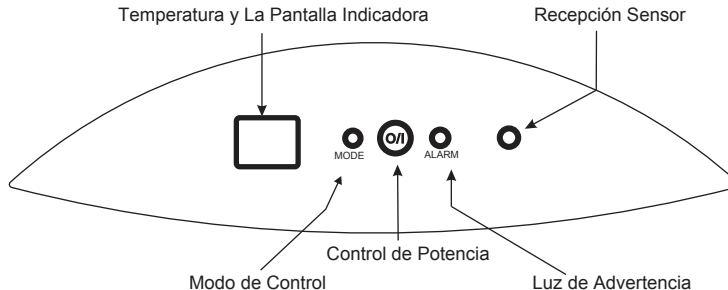 Temperatura y La Pantalla Indicadora
Recepción Sensor
O/I
MODE
ALARM
Control de Potencia
Modo de Control
Luz de Advertencia